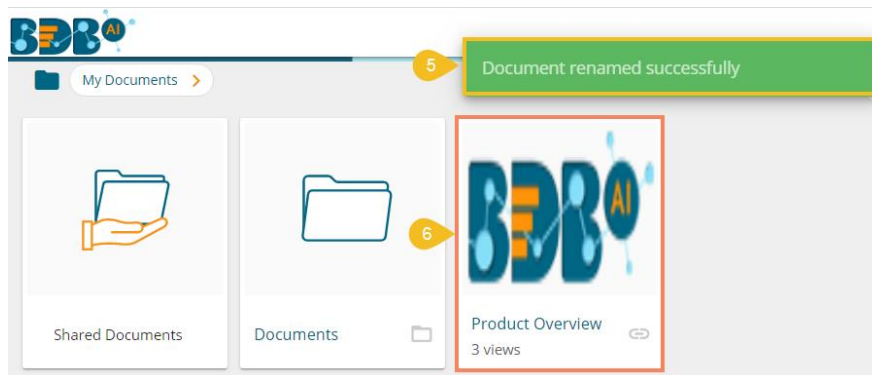 BDB AI
5
Document renamed successfully
My Documents
6
BDB AI
Shared Documents
Documents
Product Overview
3 views